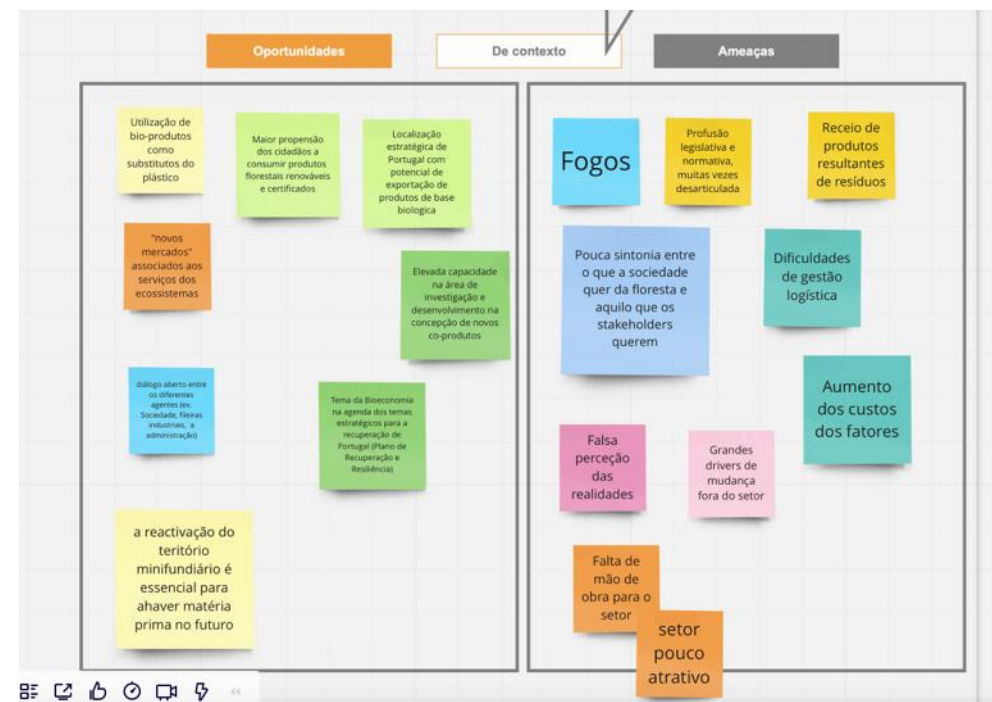 Oportunidades
De contexto
Ameaças
Utilização de
bio-produtos
como
substitutos do
plástico
Maior propensão
dos cidadãos a
consumir produtos
florestais renováveis
e certificados
Localização
estratégica de
Portugal com
potencial de
exportação de
produtos de base
biologica
"novos
mercados"
associados aos
serviços dos
ecossistemas
Elevada capacidade
na área de
investigação e
desenvolvimento na
concepção de novos
co-produtos
diálogo aberto entre
os diferentes
agentes (ex.
Sociedade, fileiras
industriais, a
administração)
Tema da Bioeconomia
na agenda dos temas
estratégicos para a
recuperação de
Portugal (Plano de
Recuperação e
Resiliência)
a reactivação do
teritório
minifundiário é
essencial para
ahaver matéria
prima no futuro
Fogos
Profusão
legislativa e
normativa,
muitas vezes
desarticulada
Receio de
produtos
resultantes
de resíduos
Pouca sintonia entre
o que a sociedade
quer da floresta e
aquilo que os
stakeholders
querem
Dificuldades
de gestão
logística
Aumento
dos custos
dos fatores
Falsa
perceção
das
realidades
Grandes
drivers de
mudança
fora do setor
Falta de
mão de
obra para o
setor
setor
pouco
atrativo